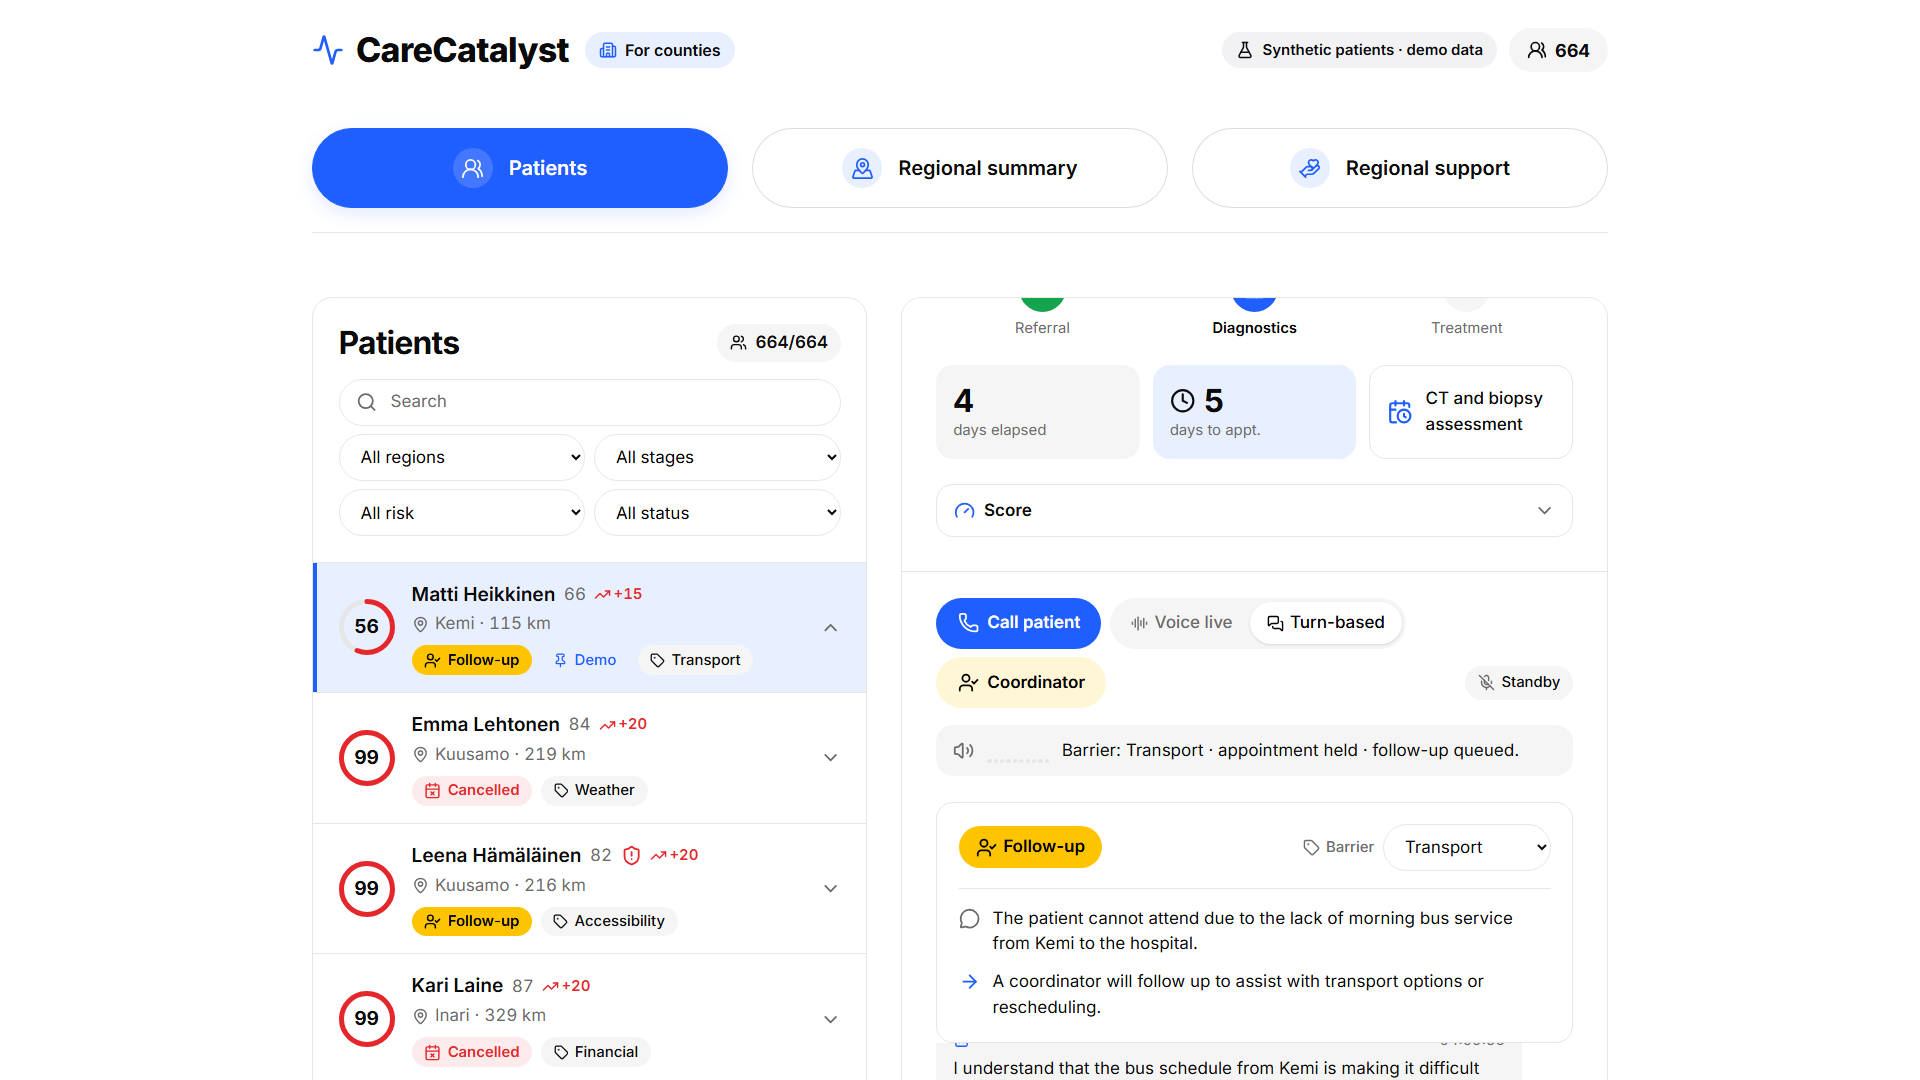 CareCatalyst
For counties
Synthetic patients · demo data
664
Patients
Regional summary
Regional support
Patients
664/664
Search
All regions
All stages
All risk
All status
56
Matti Heikkinen 66 +15
Kemi · 115 km
Follow-up
Demo
Transport
99
Emma Lehtonen 84 +20
Kuusamo · 219 km
Cancelled
Weather
99
Leena Hämäläinen 82 +20
Kuusamo · 216 km
Follow-up
Accessibility
99
Kari Laine 87 +20
Inari · 329 km
Cancelled
Financial
Referral
Diagnostics
Treatment
4
days elapsed
5
days to appt.
CT and biopsy
assessment
Score
Call patient
Voice live
Turn-based
Coordinator
Standby
Barrier: Transport · appointment held · follow-up queued.
Follow-up
Barrier
Transport
The patient cannot attend due to the lack of morning bus service
from Kemi to the hospital.
A coordinator will follow up to assist with transport options or
rescheduling.
I understand that the bus schedule from Kemi is making it difficult